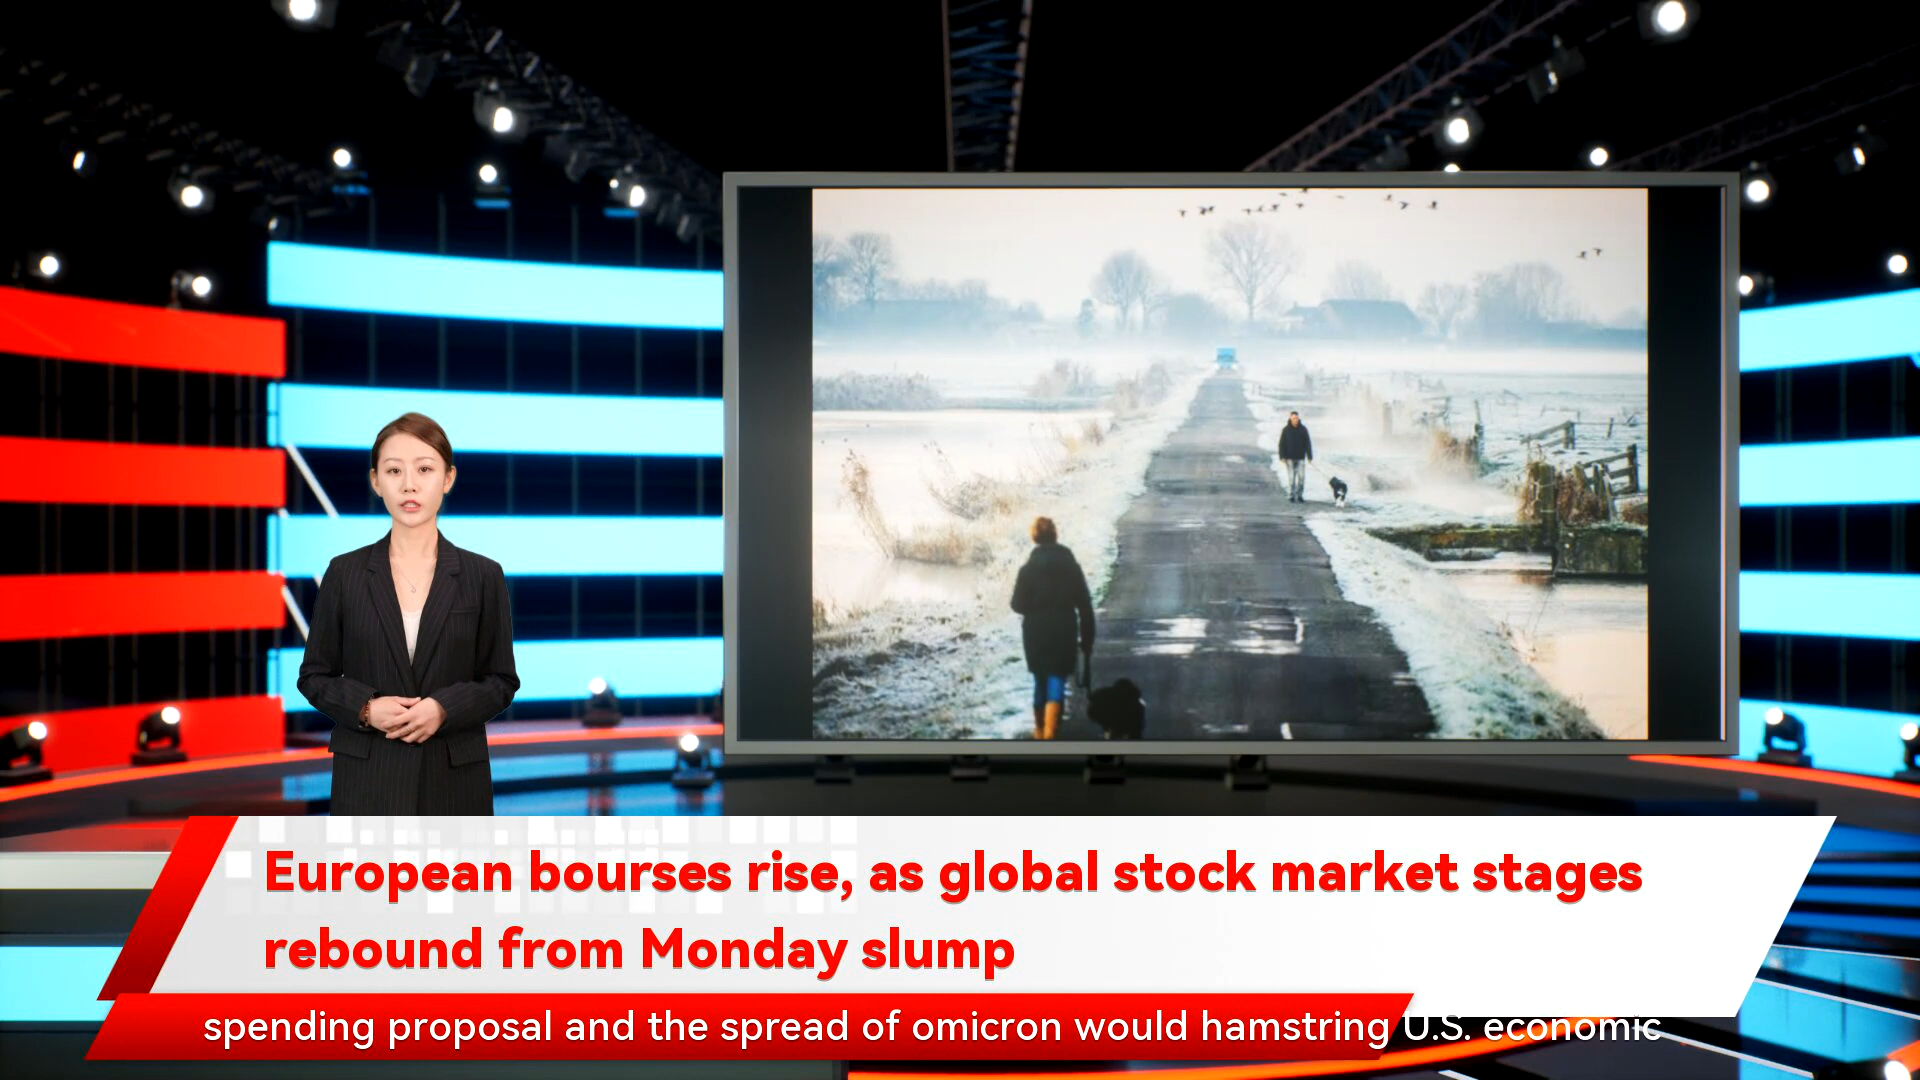 European bourses rise, as global stock market stages
rebound from Monday slump
spending proposal and the spread of omicron would hamstring U.S. economic